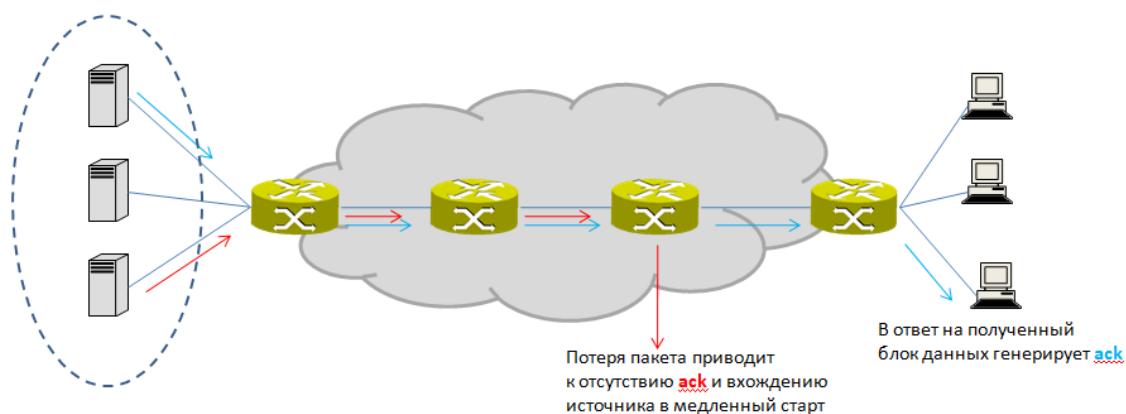 Потеря пакета приводит
к отсутствию ack и вхождению
источника в медленный старт
В ответ на полученный
блок данных генерирует ack